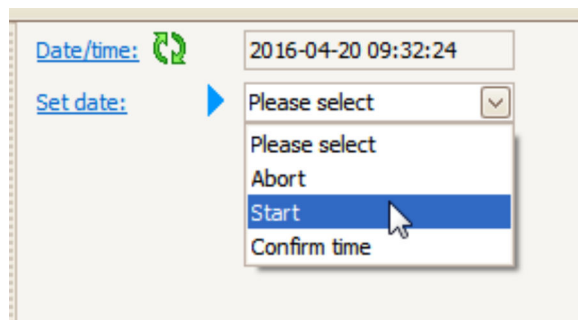 Date/time: 2016-04-20 09:32:24
Set date: Please select
Please select
Abort
Start
Confirm time